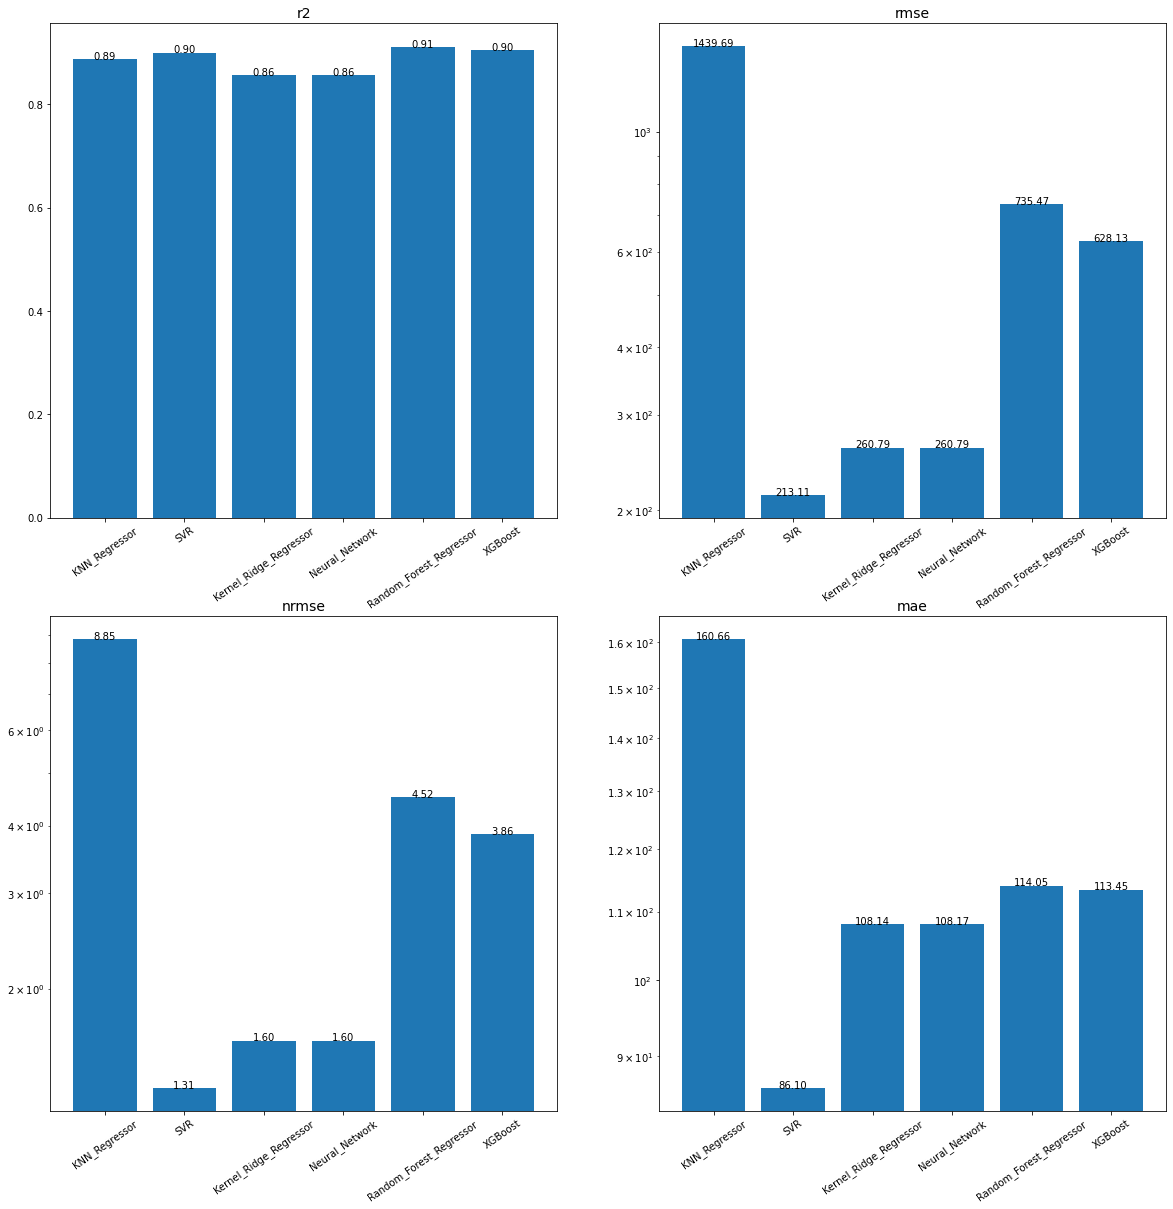 r2
0.8
0.6
0.4
0.2
0.0
0.89
0.90
0.86
0.86
0.91
0.90
KNN_Regressor
SVR
Kernel_Ridge_Regressor
Neural_Network
Random_Forest_Regressor
XGBoost
rmse
10³
6 × 10²
4 × 10²
3 × 10²
2 × 10²
1439.69
213.11
260.79
260.79
735.47
628.13
KNN_Regressor
SVR
Kernel_Ridge_Regressor
Neural_Network
Random_Forest_Regressor
XGBoost
nrmse
6 × 10⁰
4 × 10⁰
3 × 10⁰
2 × 10⁰
8.85
1.31
1.60
1.60
4.52
3.86
KNN_Regressor
SVR
Kernel_Ridge_Regressor
Neural_Network
Random_Forest_Regressor
XGBoost
mae
1.6 × 10²
1.5 × 10²
1.4 × 10²
1.3 × 10²
1.2 × 10²
1.1 × 10²
10²
9 × 10¹
160.66
86.10
108.14
108.17
114.05
113.45
KNN_Regressor
SVR
Kernel_Ridge_Regressor
Neural_Network
Random_Forest_Regressor
XGBoost